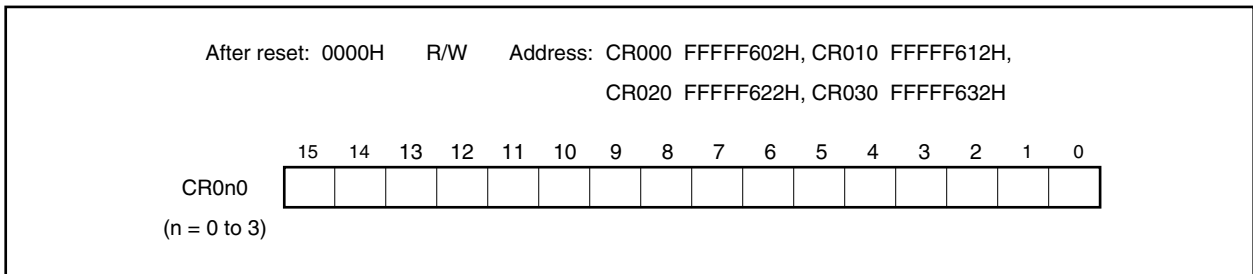 After reset: 0000H R/W Address: CR000 FFFFF602H, CR010 FFFFF612H,
CR020 FFFFF622H, CR030 FFFFF632H
15 14 13 12 11 10 9 8 7 6 5 4 3 2 1 0
CR0n0
(n = 0 to 3)